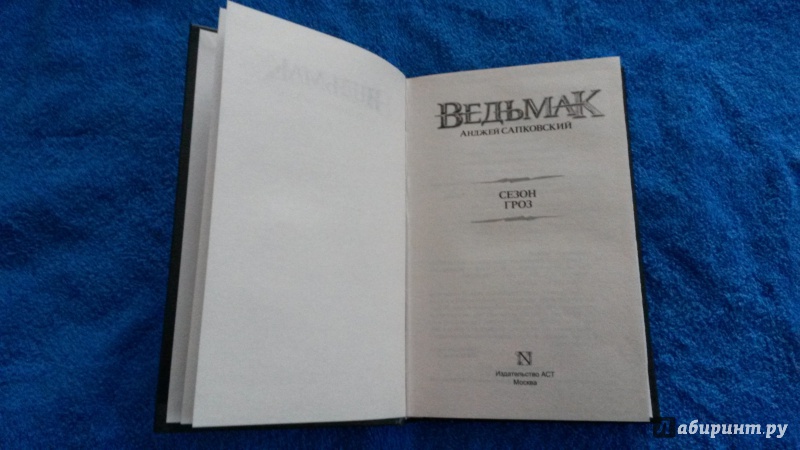 ВЕДЬМАК
АНДЖЕЙ САПКОВСКИЙ
СЕЗОН
ГРОЗ
N
Издательство АСТ
Москва
Лабиринт.ру